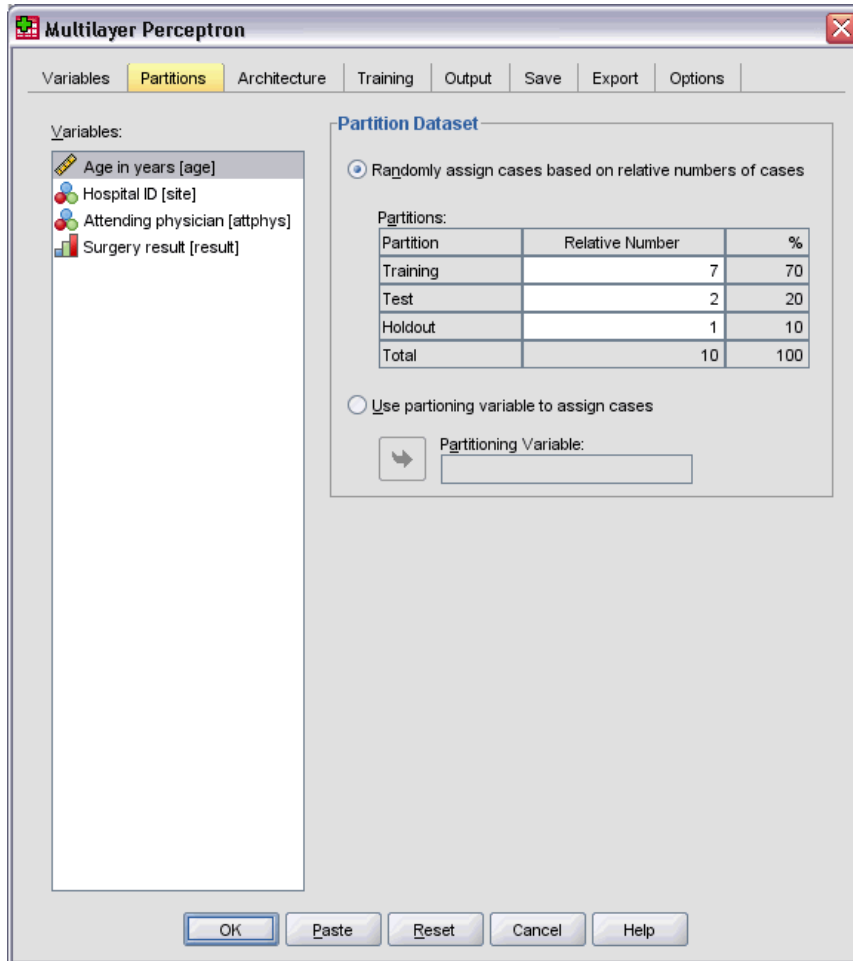 Multilayer Perceptron
Variables Partitions Architecture Training Output Save Export Options
Variables:
Age in years [age]
Hospital ID [site]
Attending physician [attphys]
Surgery result [result]
Partition Dataset
Randomly assign cases based on relative numbers of cases
Partitions:
Partition Relative Number %
Training 7 70
Test 2 20
Holdout 1 10
Total 10 100
Use partioning variable to assign cases
Partitioning Variable:
OK Paste Reset Cancel Help